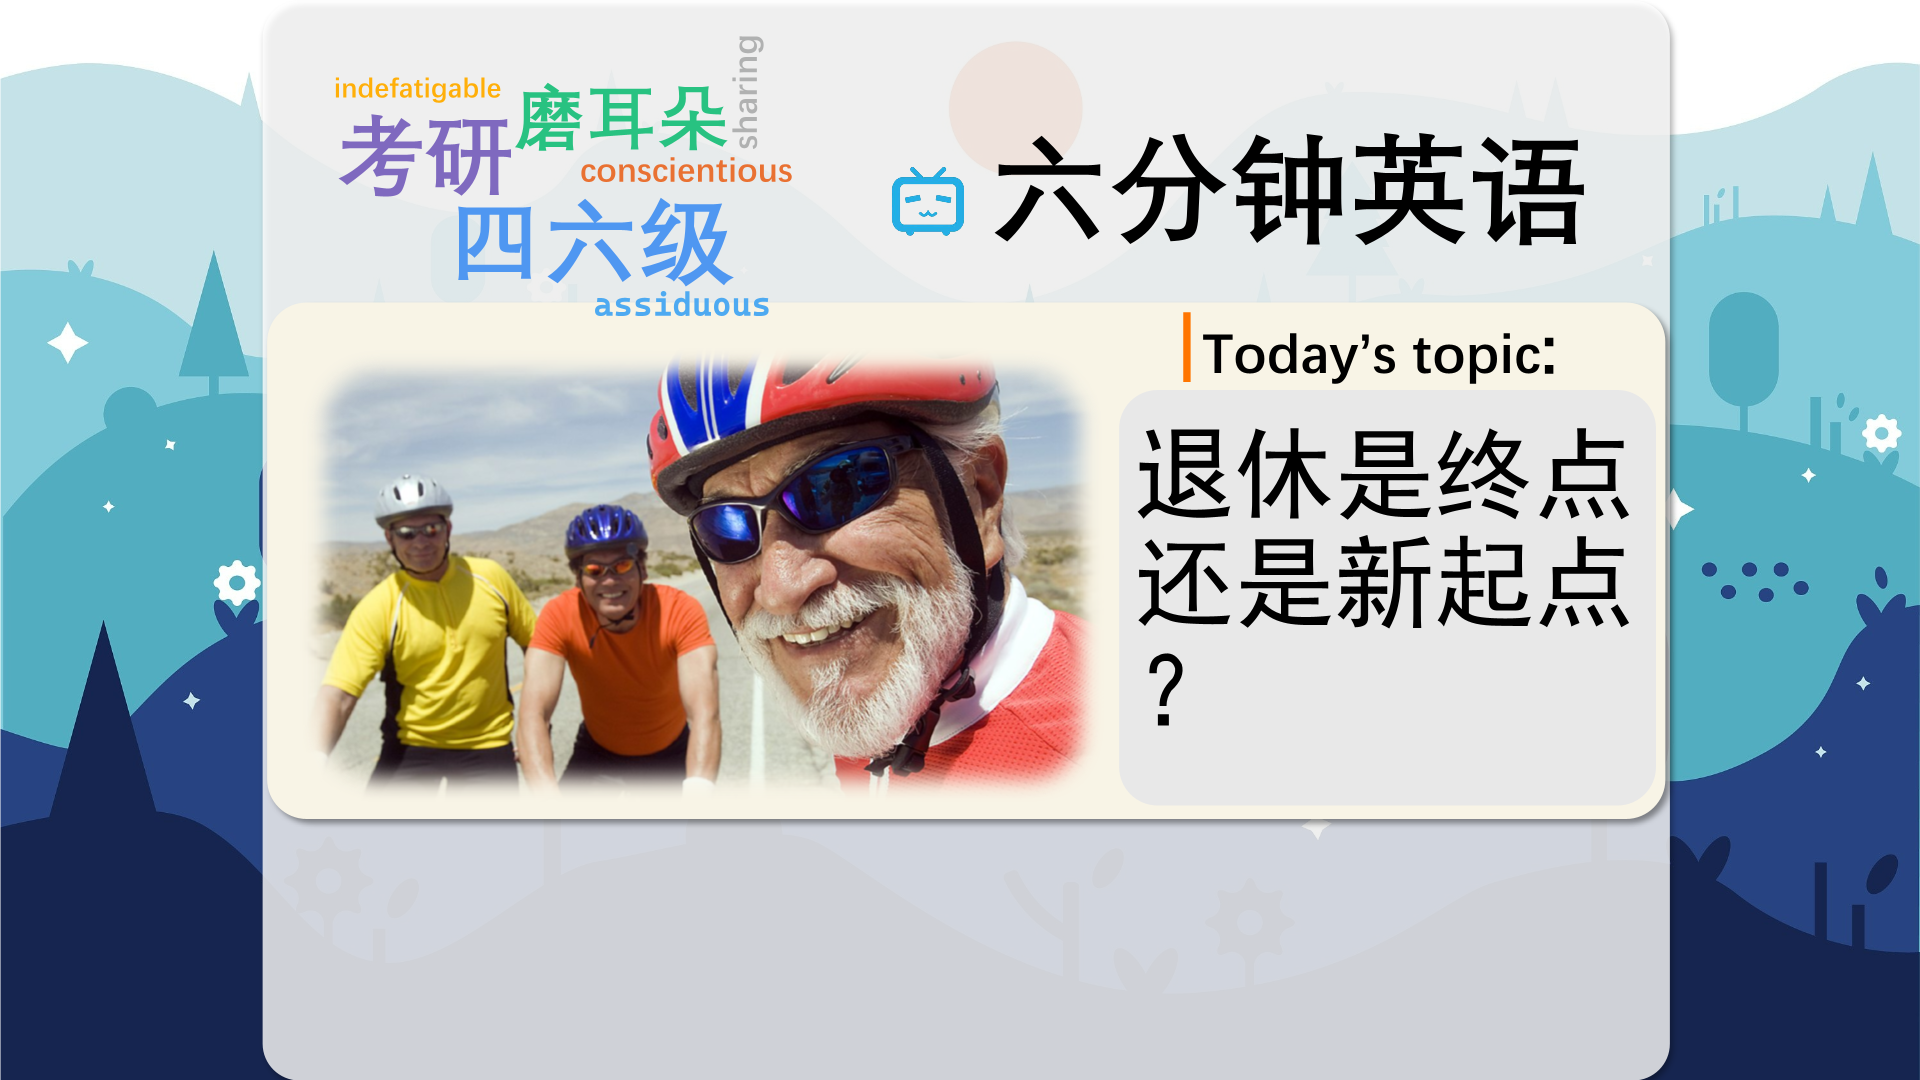 indefatigable
考研
磨耳朵
sharing
conscientious
四六级
assiduous
六分钟英语
Today’s topic:
退休是终点
还是新起点
？